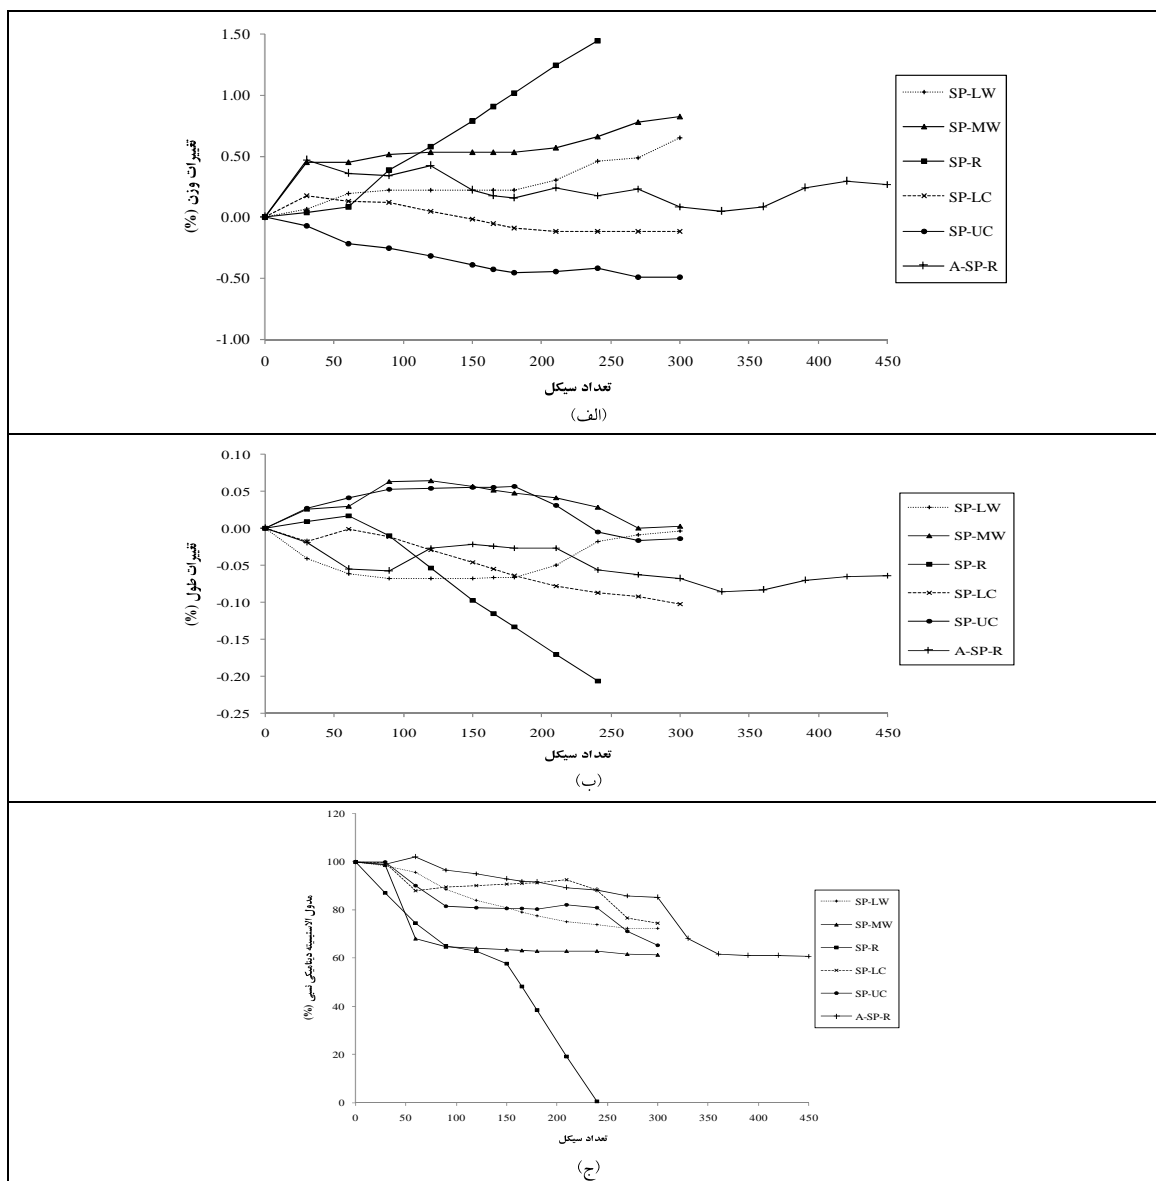 1.50
1.00
0.50
0.00
-0.50
-1.00
تغییرات وزن (%)
0 50 100 150 200 250 300 350 400 450
تعداد سیکل
SP-LW
SP-MW
SP-R
SP-LC
SP-UC
A-SP-R
(الف)
0.10
0.05
0.00
-0.05
-0.10
-0.15
-0.20
-0.25
تغییرات طول (%)
0 50 100 150 200 250 300 350 400 450
تعداد سیکل
SP-LW
SP-MW
SP-R
SP-LC
SP-UC
A-SP-R
(ب)
120
100
80
60
40
20
0
مدول الاستیسیته دینامیکی نسبی (%)
0 50 100 150 200 250 300 350 400 450
تعداد سیکل
SP-LW
SP-MW
SP-R
SP-LC
SP-UC
A-SP-R
(ج)